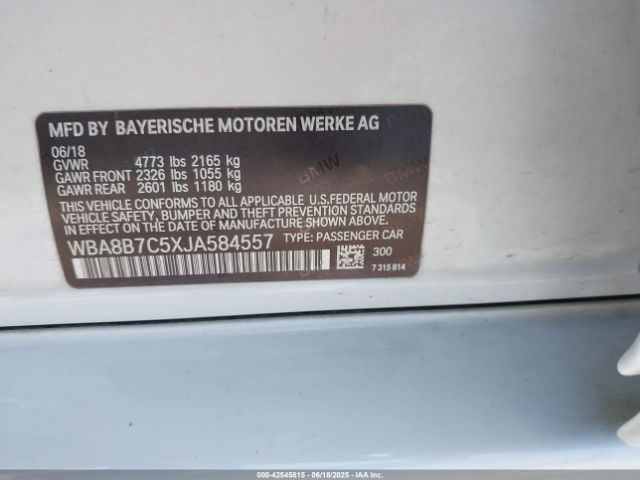 MFD BY BAYERISCHE MOTOREN WERKE AG
06/18
GVWR 4773 lbs 2165 kg
GAWR FRONT 2326 lbs 1055 kg
GAWR REAR 2601 lbs 1180 kg
THIS VEHICLE CONFORMS TO ALL APPLICABLE U.S.FEDERAL MOTOR
VEHICLE SAFETY, BUMPER AND THEFT PREVENTION STANDARDS
IN EFFECT ON THE DATE OF MANUFACTURE SHOWN ABOVE.
WBA8B7C5XJA584557 TYPE: PASSENGER CAR
300
7315814
BMW
000-42545815 - 06/18/2025 - IAA Inc.